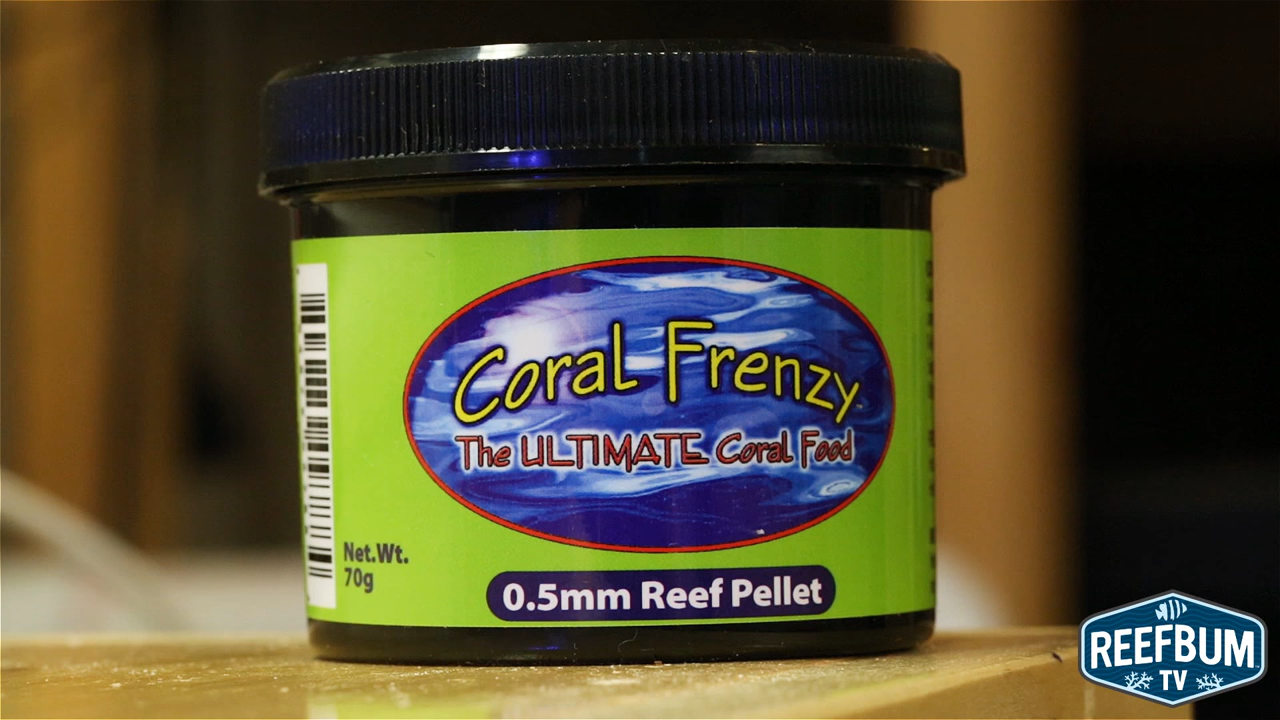 Coral Frenzy
The ULTIMATE Coral Food
Net.Wt.
70g
0.5mm Reef Pellet
REEFBUM
TV